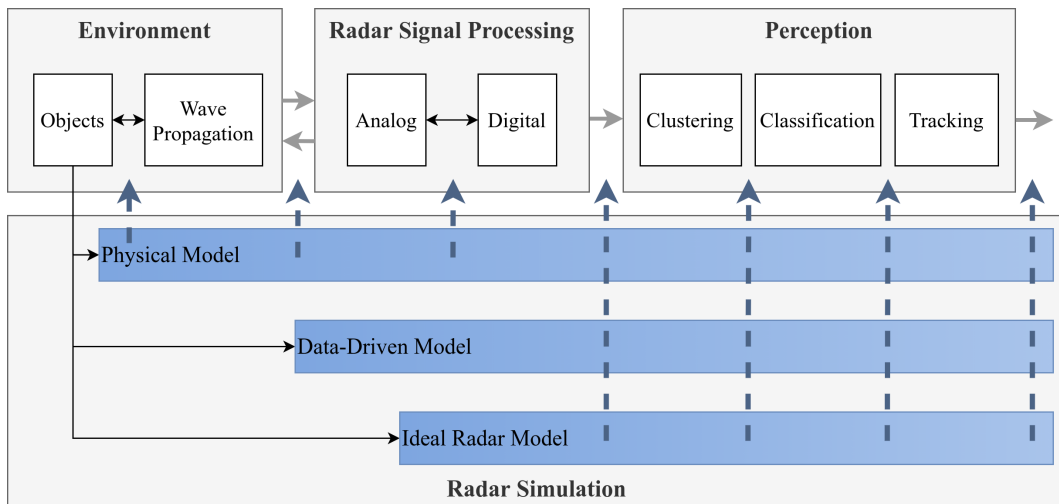 Environment
Objects
Wave
Propagation
Radar Signal Processing
Analog
Digital
Perception
Clustering
Classification
Tracking
Physical Model
Data-Driven Model
Ideal Radar Model
Radar Simulation